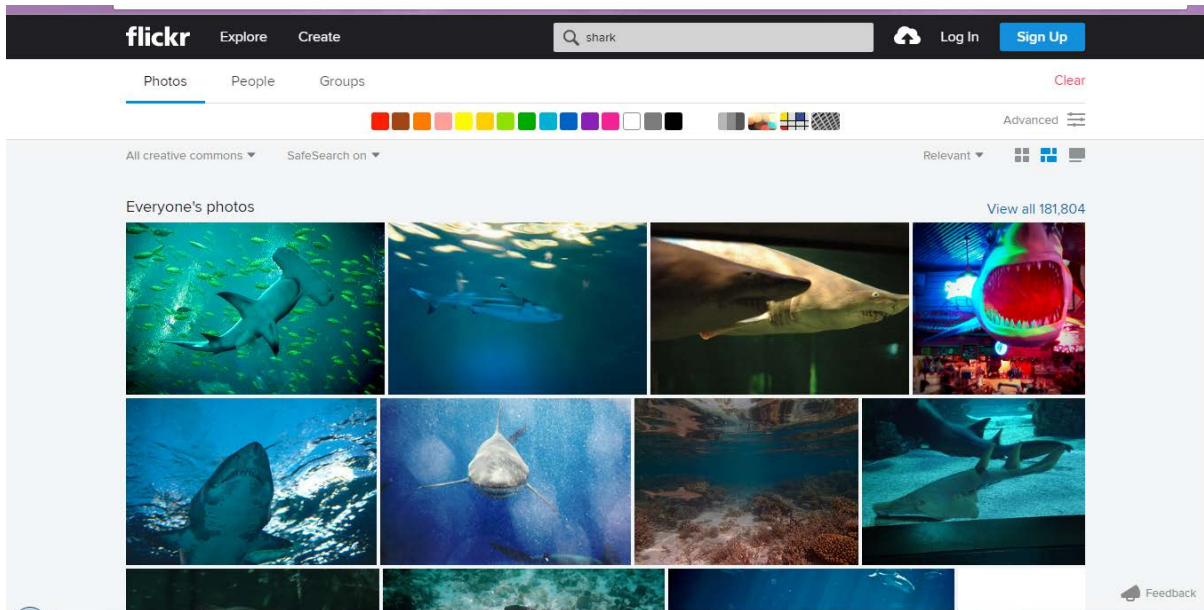 flickr Explore Create shark Log In Sign Up
Photos People Groups Clear
Advanced
All creative commons SafeSearch on Relevant
Everyone's photos View all 181,804
Feedback